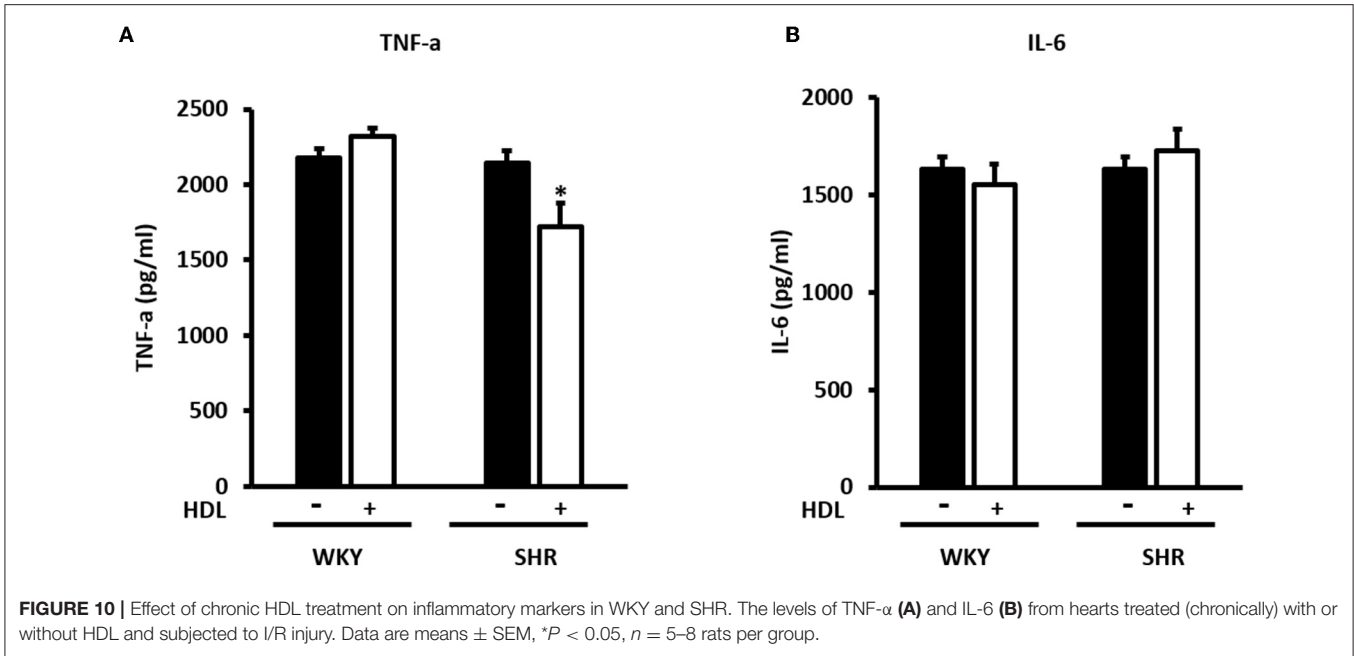 A
TNF-a
2500
2000
1500
1000
500
0
TNF-a (pg/ml)
*
HDL - + - +
WKY SHR
B
IL-6
2000
1500
1000
500
0
IL-6 (pg/ml)
HDL - + - +
WKY SHR
FIGURE 10 | Effect of chronic HDL treatment on inflammatory markers in WKY and SHR. The levels of TNF-α (A) and IL-6 (B) from hearts treated (chronically) with or
without HDL and subjected to I/R injury. Data are means ± SEM, *P < 0.05, n = 5–8 rats per group.